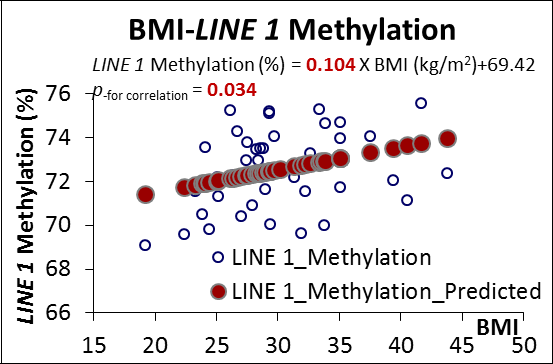 BMI-LINE 1 Methylation
LINE 1 Methylation (%) = 0.104 X BMI (kg/m²)+69.42
p-for correlation = 0.034
LINE 1 Methylation (%)
76
74
72
70
68
66
LINE 1_Methylation
LINE 1_Methylation_Predicted
BMI
15 20 25 30 35 40 45 50